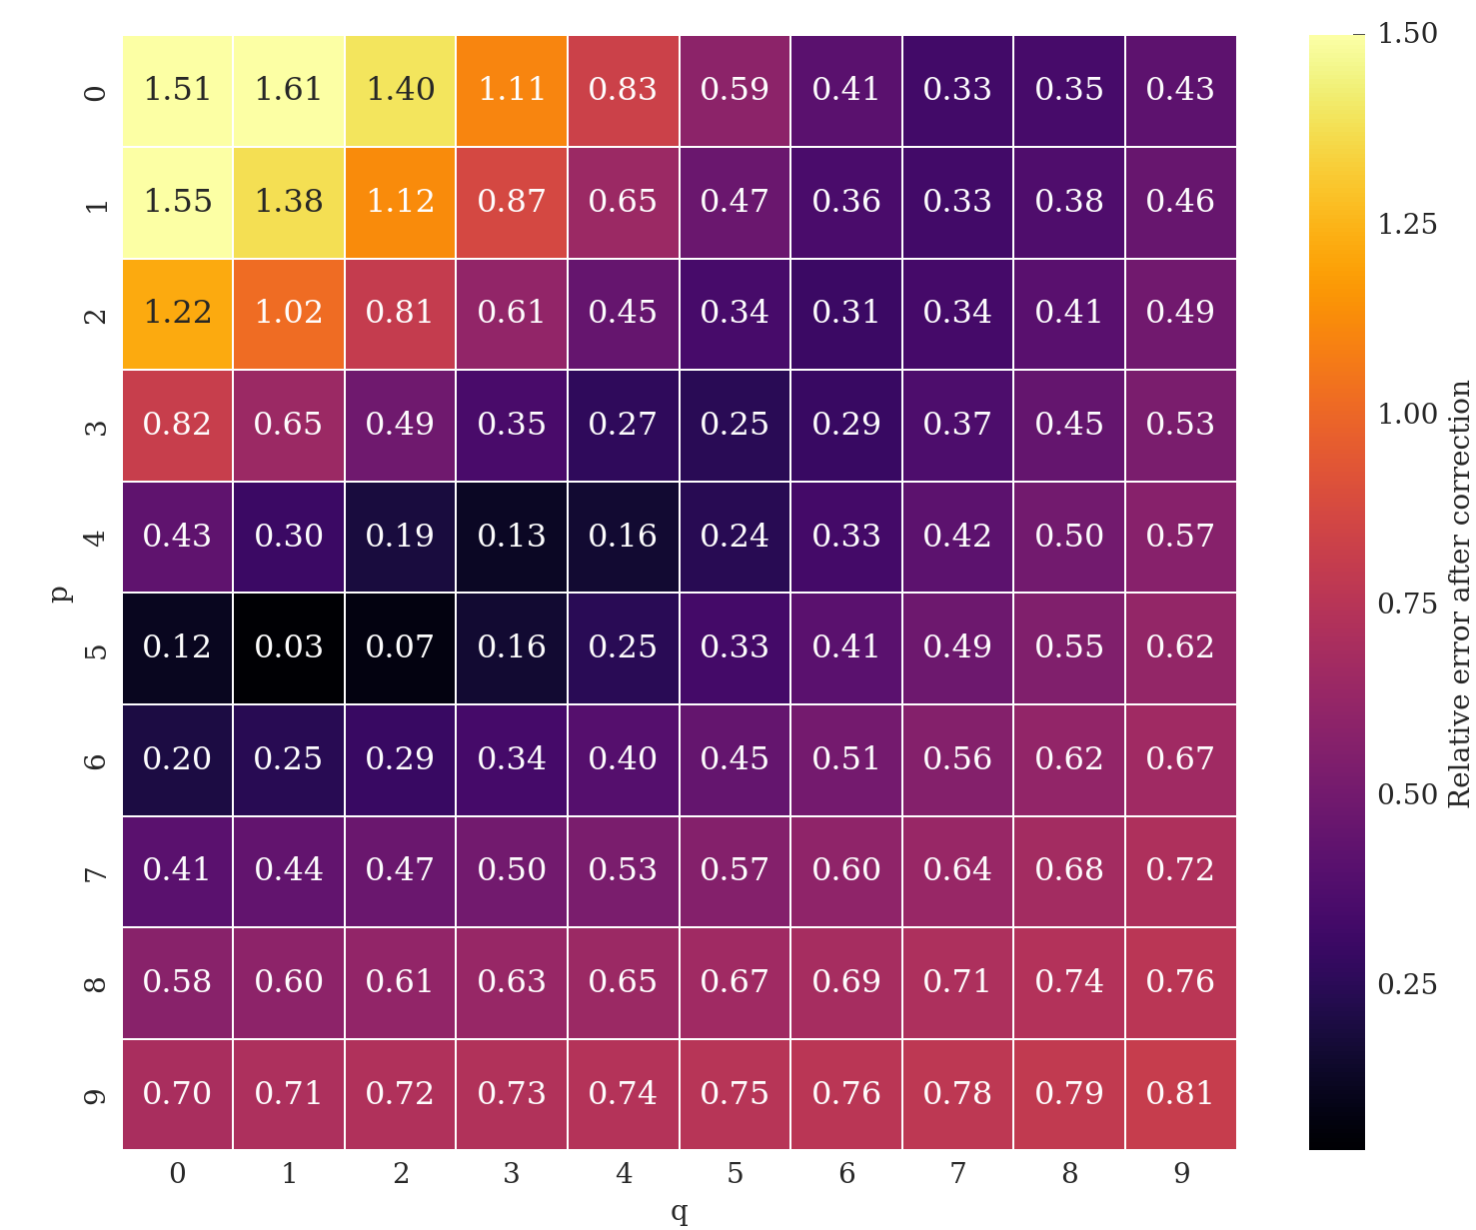 0 1.51 1.61 1.40 1.11 0.83 0.59 0.41 0.33 0.35 0.43
1 1.55 1.38 1.12 0.87 0.65 0.47 0.36 0.33 0.38 0.46
2 1.22 1.02 0.81 0.61 0.45 0.34 0.31 0.34 0.41 0.49
3 0.82 0.65 0.49 0.35 0.27 0.25 0.29 0.37 0.45 0.53
4 0.43 0.30 0.19 0.13 0.16 0.24 0.33 0.42 0.50 0.57
5 0.12 0.03 0.07 0.16 0.25 0.33 0.41 0.49 0.55 0.62
6 0.20 0.25 0.29 0.34 0.40 0.45 0.51 0.56 0.62 0.67
7 0.41 0.44 0.47 0.50 0.53 0.57 0.60 0.64 0.68 0.72
8 0.58 0.60 0.61 0.63 0.65 0.67 0.69 0.71 0.74 0.76
9 0.70 0.71 0.72 0.73 0.74 0.75 0.76 0.78 0.79 0.81
0 1 2 3 4 5 6 7 8 9
q
p
1.50
1.25
1.00
0.75
0.50
0.25
Relative error after correction